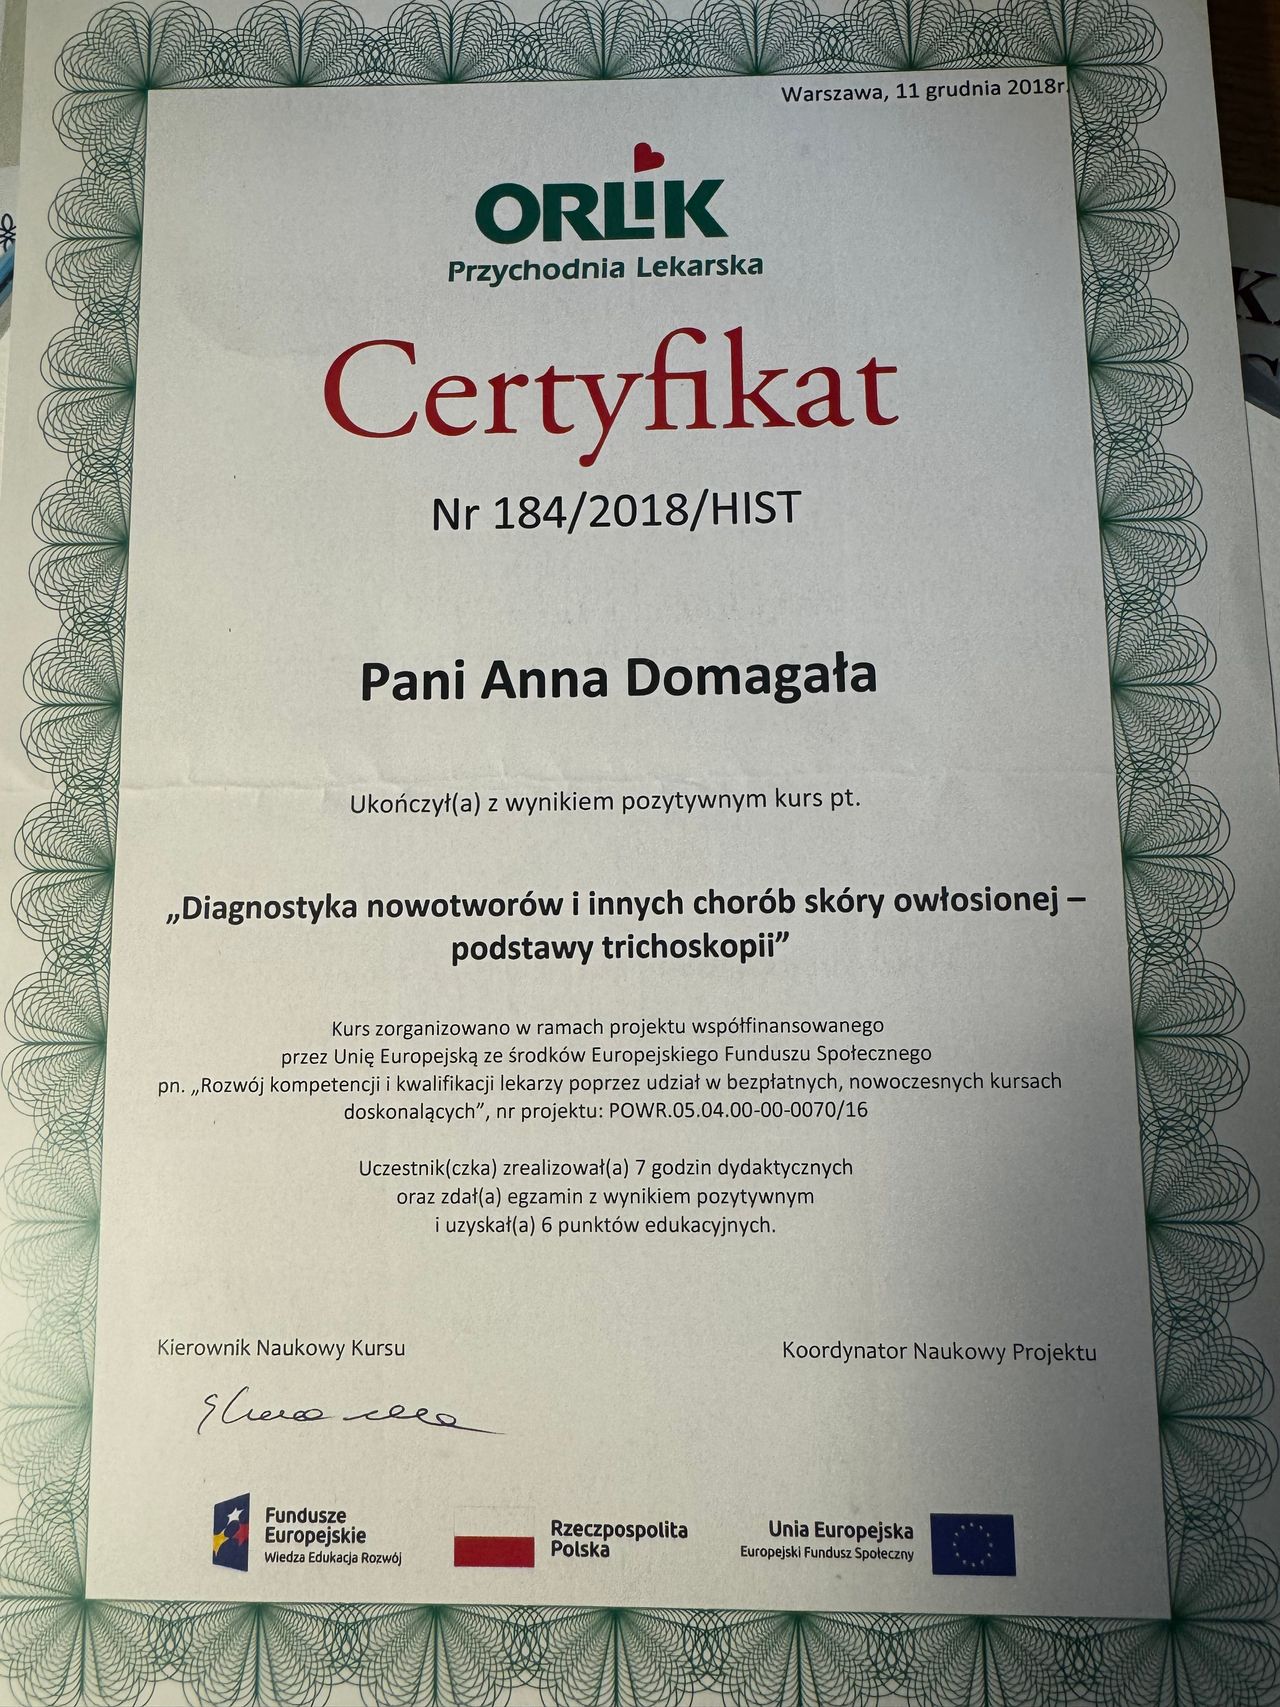 Warszawa, 11 grudnia 2018r.
ORLIK
Przychodnia Lekarska
Certyfikat
Nr 184/2018/HIST
Pani Anna Domagała
Ukończył(a) z wynikiem pozytywnym kurs pt.
„Diagnostyka nowotworów i innych chorób skóry owłosionej –
podstawy trichoskopii”
Kurs zorganizowano w ramach projektu współfinansowanego
przez Unię Europejską ze środków Europejskiego Funduszu Społecznego
pn. „Rozwój kompetencji i kwalifikacji lekarzy poprzez udział w bezpłatnych, nowoczesnych kursach
doskonalących”, nr projektu: POWR.05.04.00-00-0070/16
Uczestnik(czka) zrealizował(a) 7 godzin dydaktycznych
oraz zdał(a) egzamin z wynikiem pozytywnym
i uzyskał(a) 6 punktów edukacyjnych.
Kierownik Naukowy Kursu
Koordynator Naukowy Projektu
Fundusze
Europejskie
Wiedza Edukacja Rozwój
Rzeczpospolita
Polska
Unia Europejska
Europejski Fundusz Społeczny